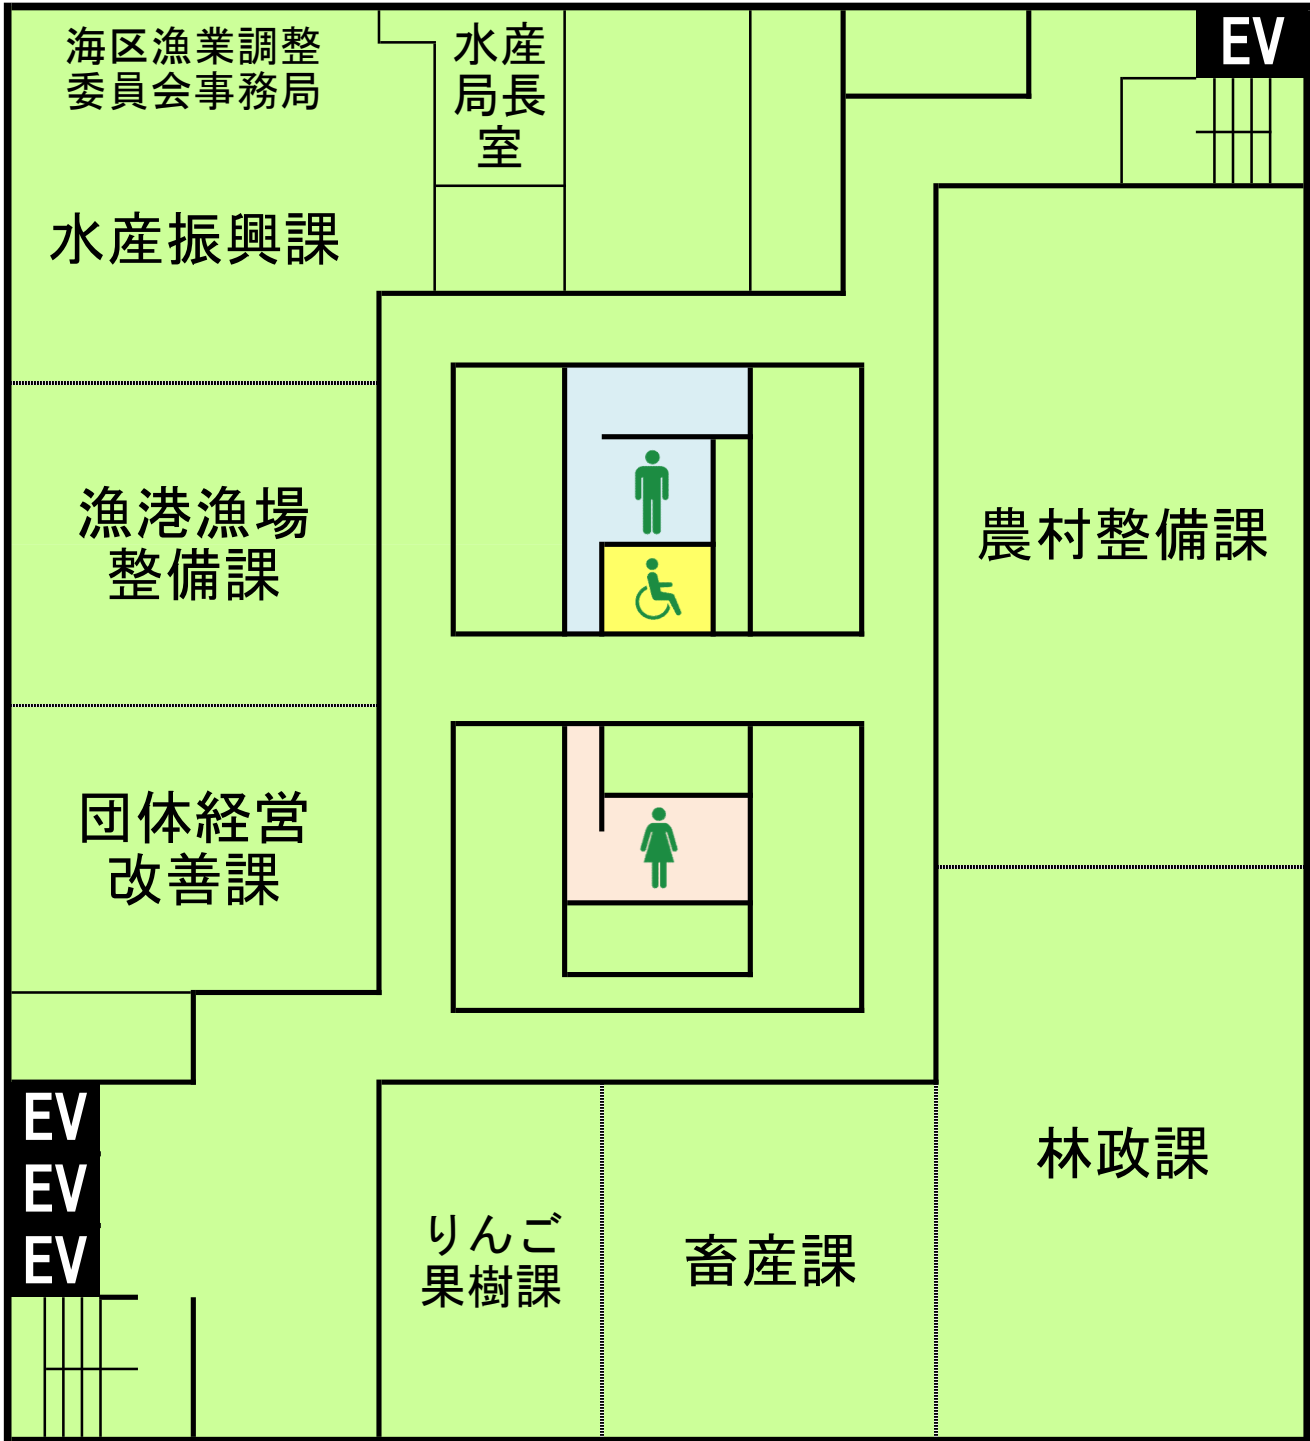 海区漁業調整
委員会事務局
水産
局長
室
EV
水産振興課
漁港漁場
整備課
農村整備課
団体経営
改善課
EV
EV
EV
りんご
果樹課
畜産課
林政課